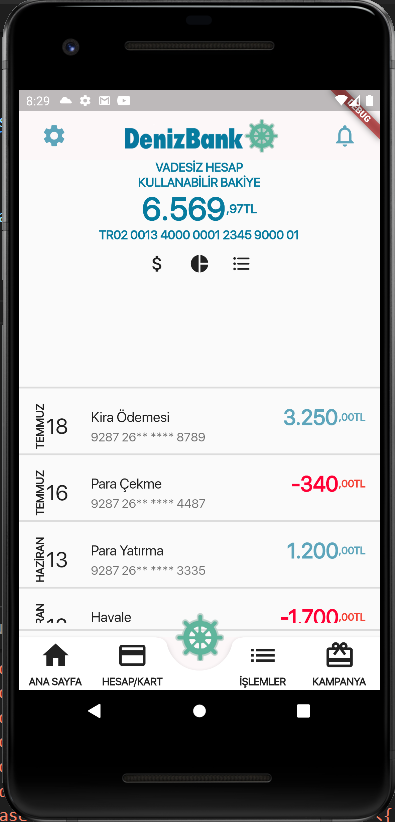 8:29
DEBUG
DenizBank
VADESİZ HESAP
KULLANABİLİR BAKİYE
6.569,97TL
TR02 0013 4000 0001 2345 9000 01
$
TEMMUZ 18
Kira Ödemesi
3.250,00TL
9287 26** **** 8789
TEMMUZ 16
Para Çekme
-340,00TL
9287 26** **** 4487
HAZİRAN 13
Para Yatırma
1.200,00TL
9287 26** **** 3335
Havale
-1.700,00TL
ANA SAYFA
HESAP/KART
İŞLEMLER
KAMPANYA